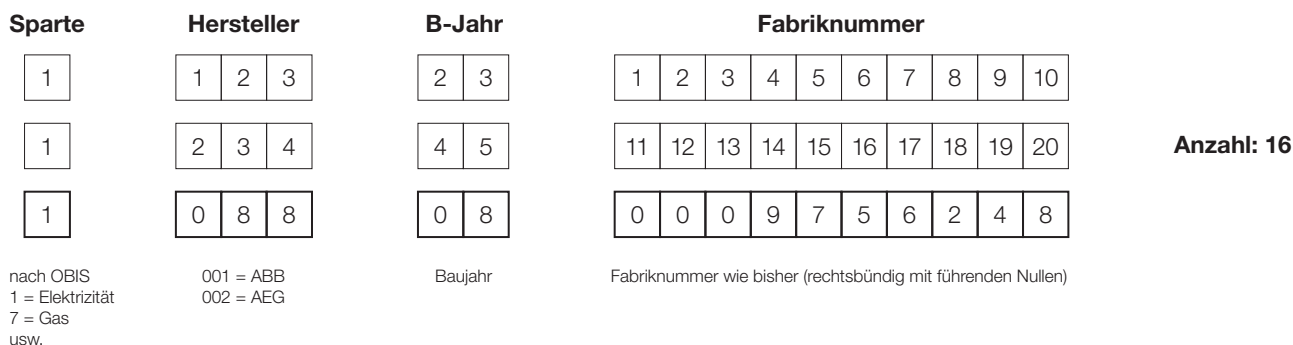 Sparte Hersteller B-Jahr Fabriknummer
1 1 2 3 2 3 1 2 3 4 5 6 7 8 9 10
1 2 3 4 4 5 11 12 13 14 15 16 17 18 19 20 Anzahl: 16
1 0 8 8 0 8 0 0 0 9 7 5 6 2 4 8
nach OBIS 001 = ABB Baujahr Fabriknummer wie bisher (rechtsbündig mit führenden Nullen)
1 = Elektrizität 002 = AEG
7 = Gas
usw.